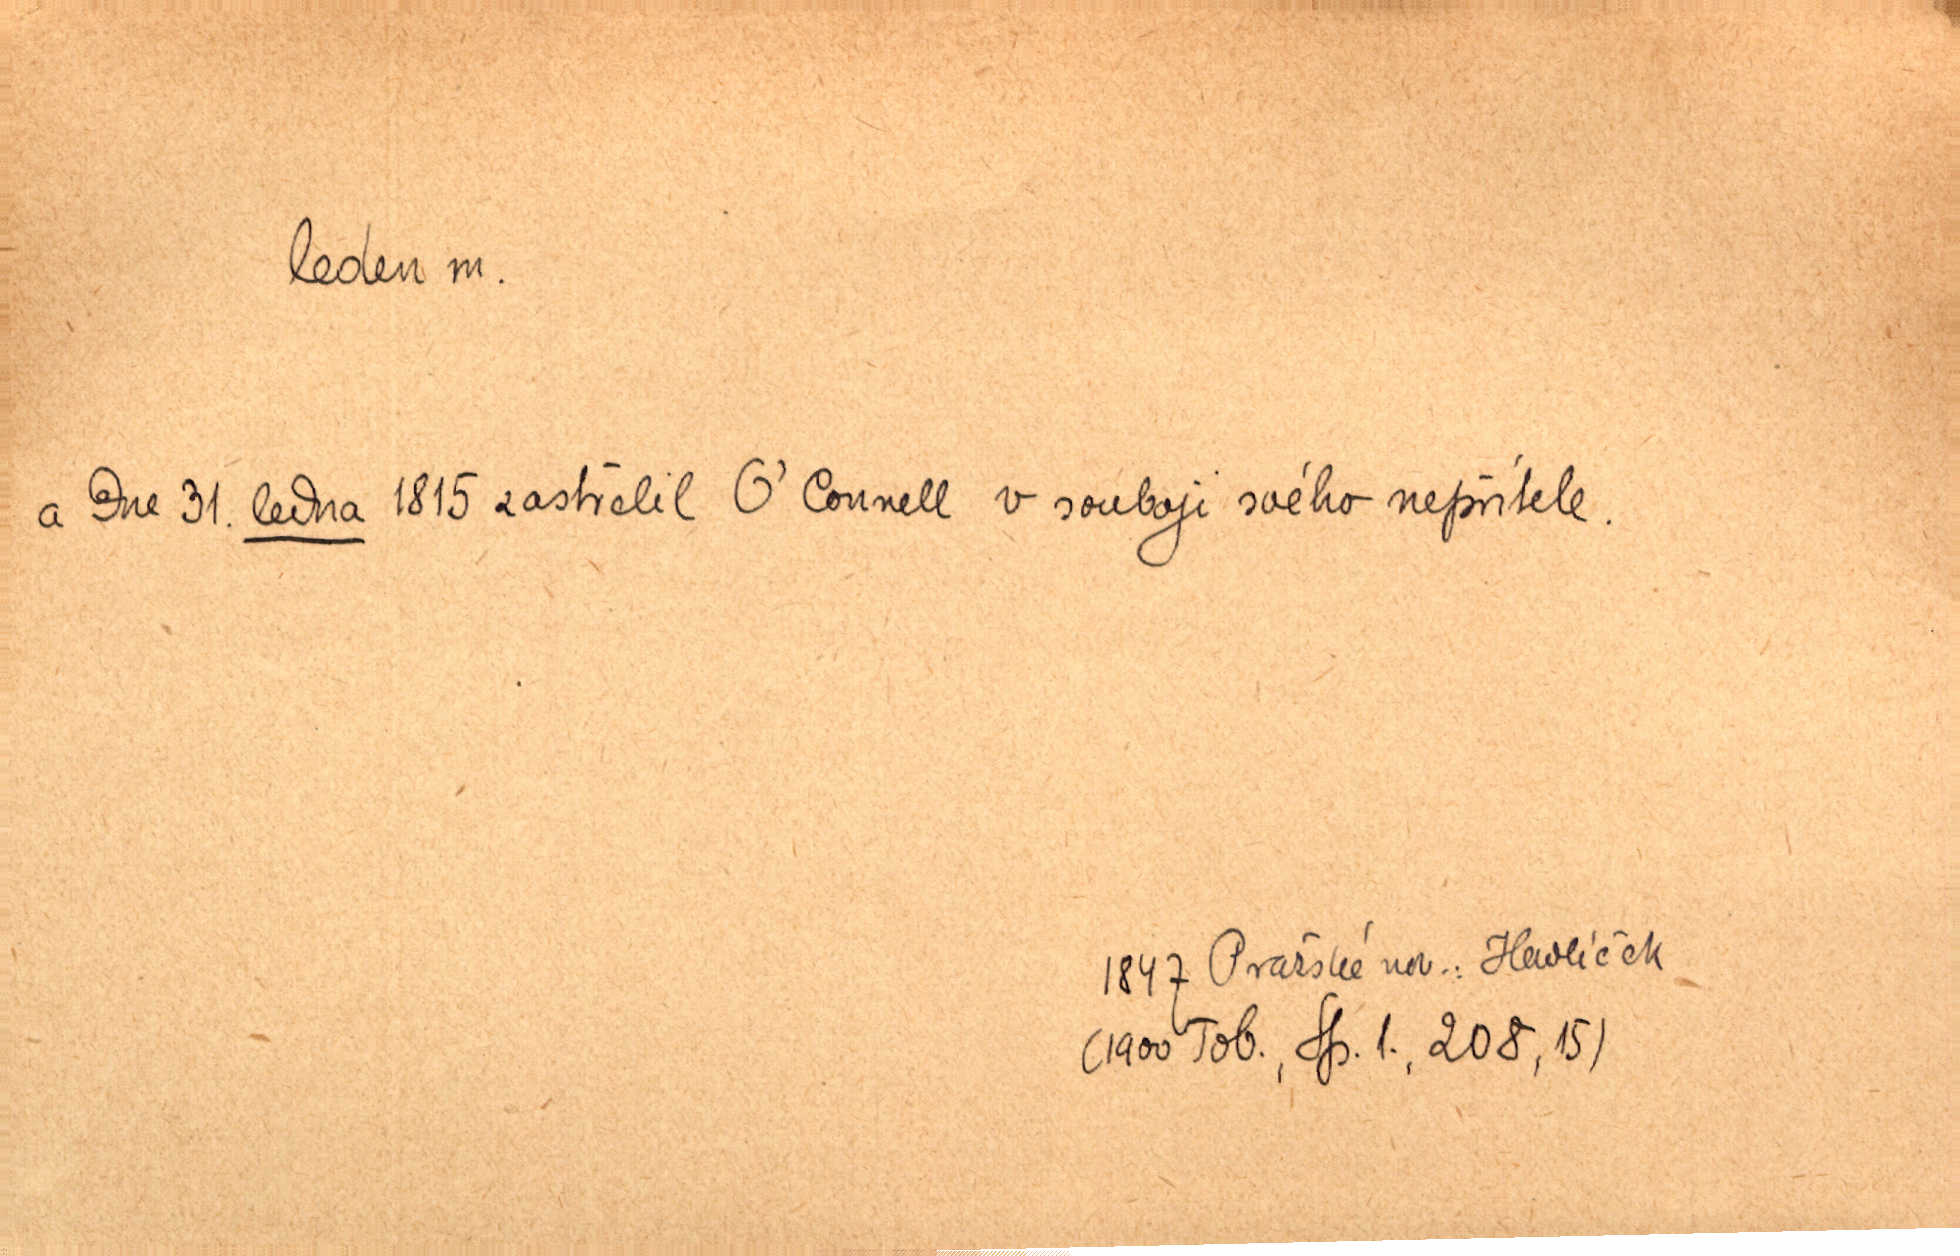 leden m.
a Dne 31. ledna 1815 zastřelil O'Connell v souboji svého nepřítele.
1847 Pražské nov.: Havlíček
(1900 Tob., Sp. 1., 208, 15)